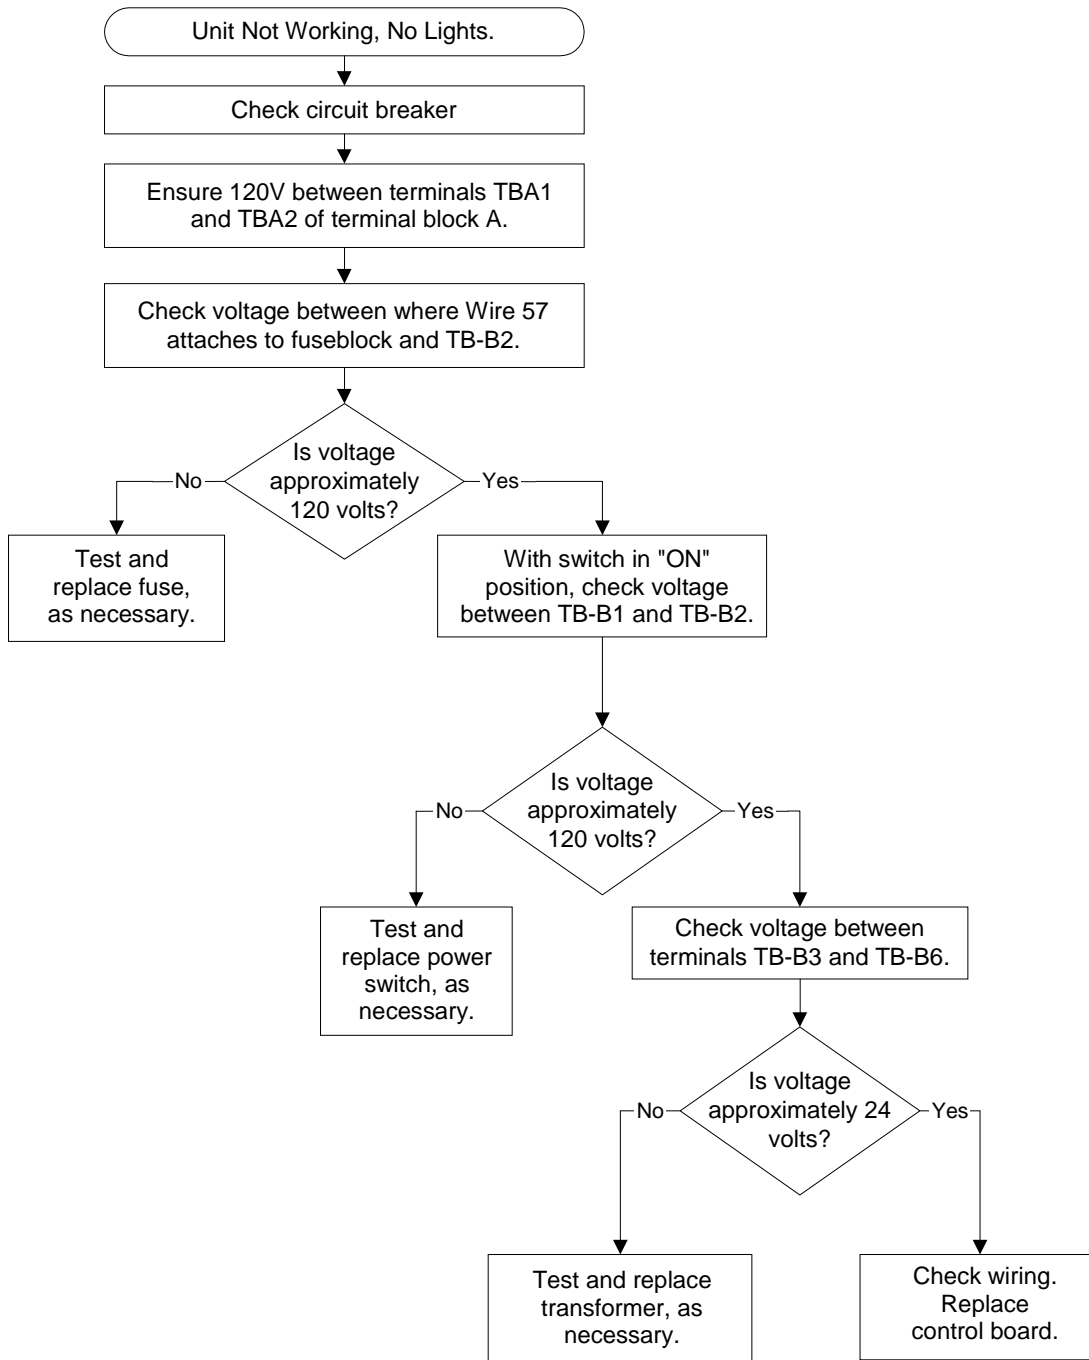 Unit Not Working, No Lights.
Check circuit breaker
Ensure 120V between terminals TBA1
and TBA2 of terminal block A.
Check voltage between where Wire 57
attaches to fuseblock and TB-B2.
Is voltage
approximately
120 volts?
No
Yes
Test and
replace fuse,
as necessary.
With switch in "ON"
position, check voltage
between TB-B1 and TB-B2.
Is voltage
approximately
120 volts?
No
Yes
Test and
replace power
switch, as
necessary.
Check voltage between
terminals TB-B3 and TB-B6.
Is voltage
approximately 24
volts?
No
Yes
Test and replace
transformer, as
necessary.
Check wiring.
Replace
control board.